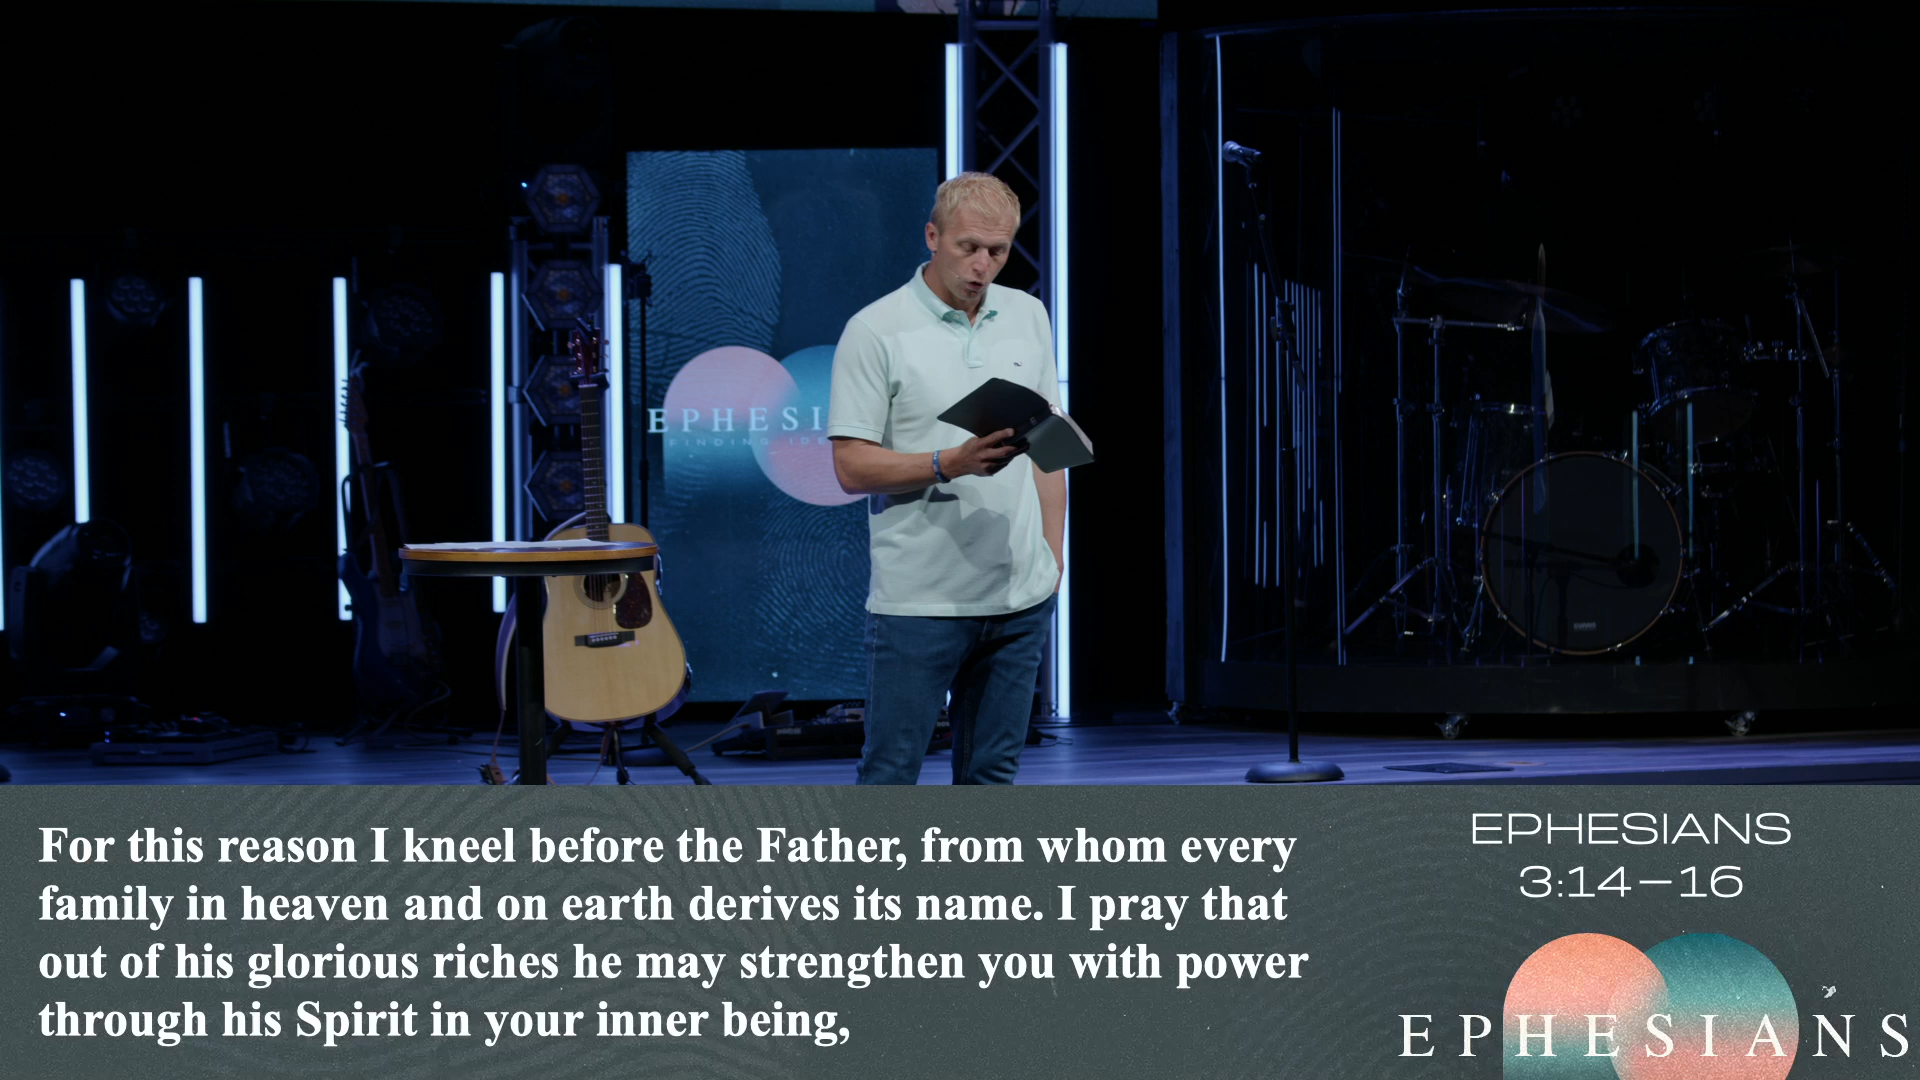 EPHESI
FINDING IDE
For this reason I kneel before the Father, from whom every
family in heaven and on earth derives its name. I pray that
out of his glorious riches he may strengthen you with power
through his Spirit in your inner being,
EPHESIANS
3:14–16
EPHESIANS